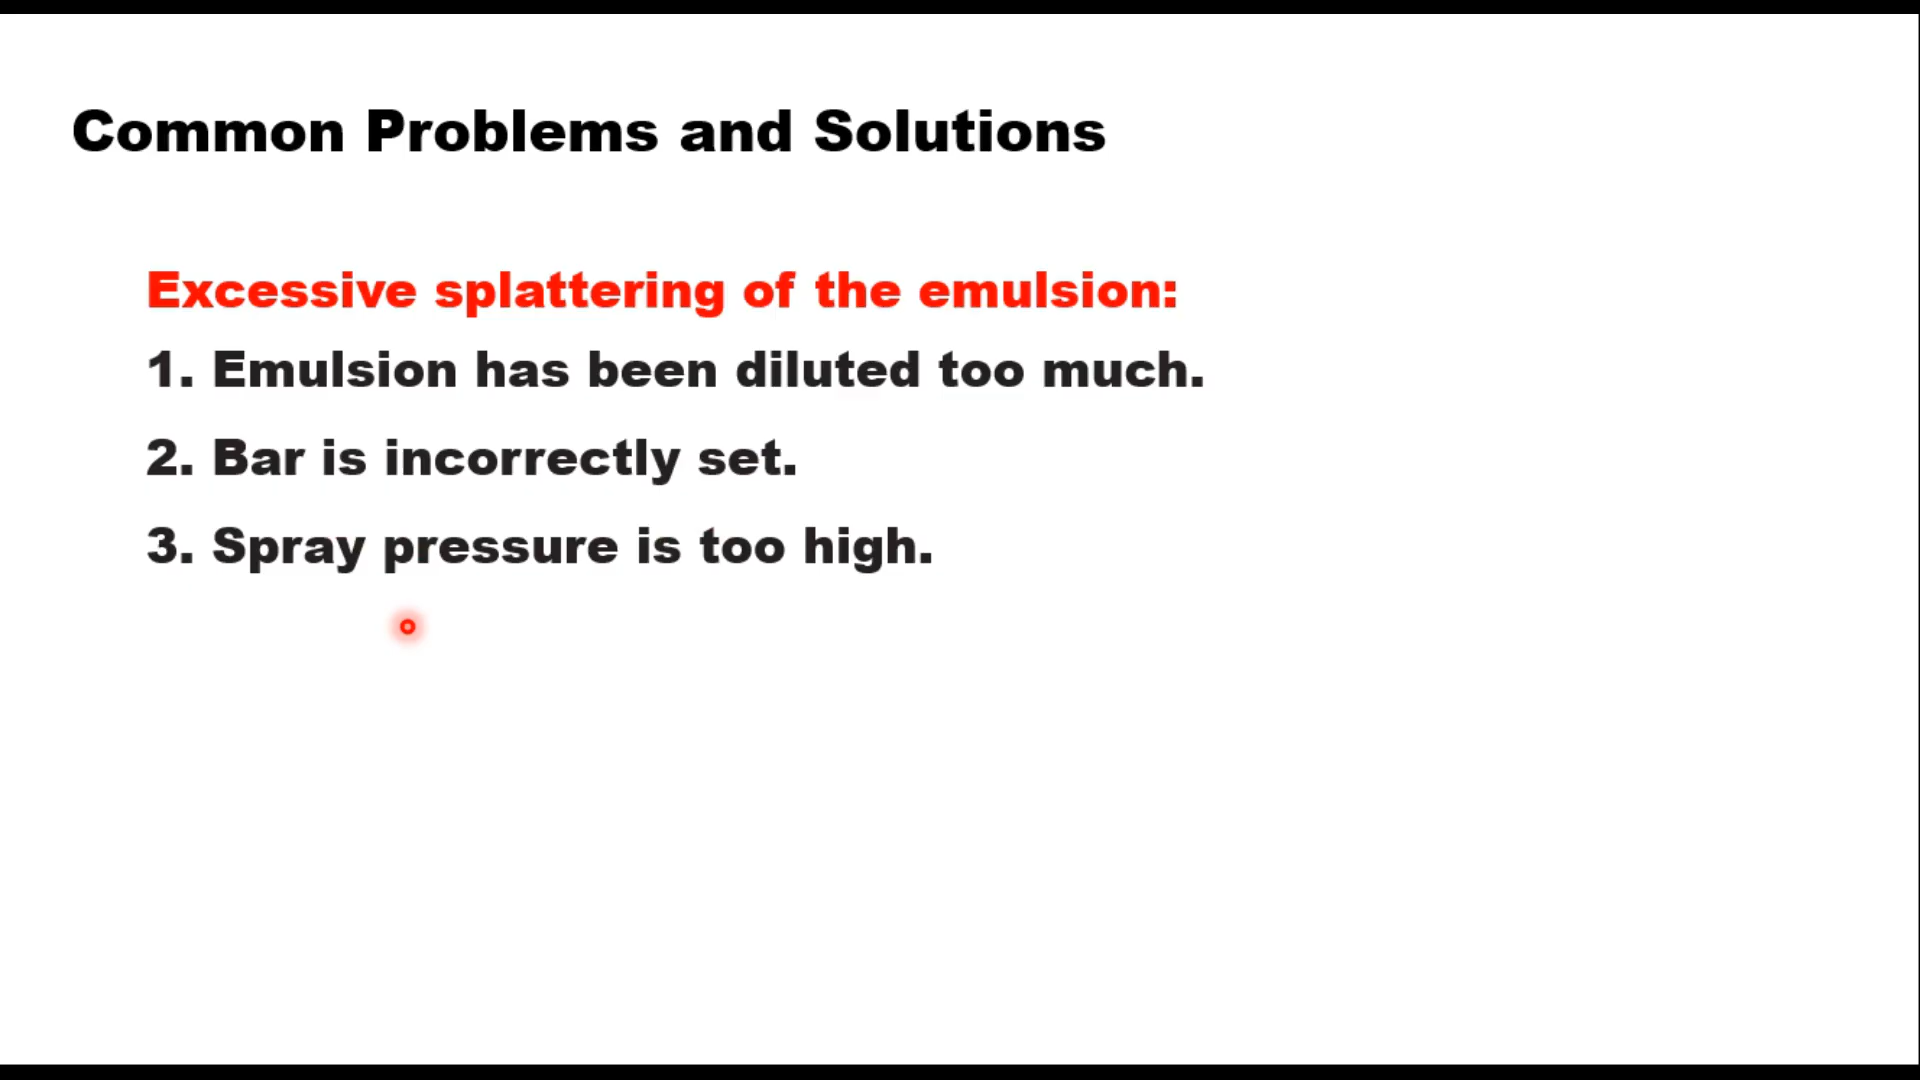 Common Problems and Solutions
Excessive splattering of the emulsion:
1. Emulsion has been diluted too much.
2. Bar is incorrectly set.
3. Spray pressure is too high.